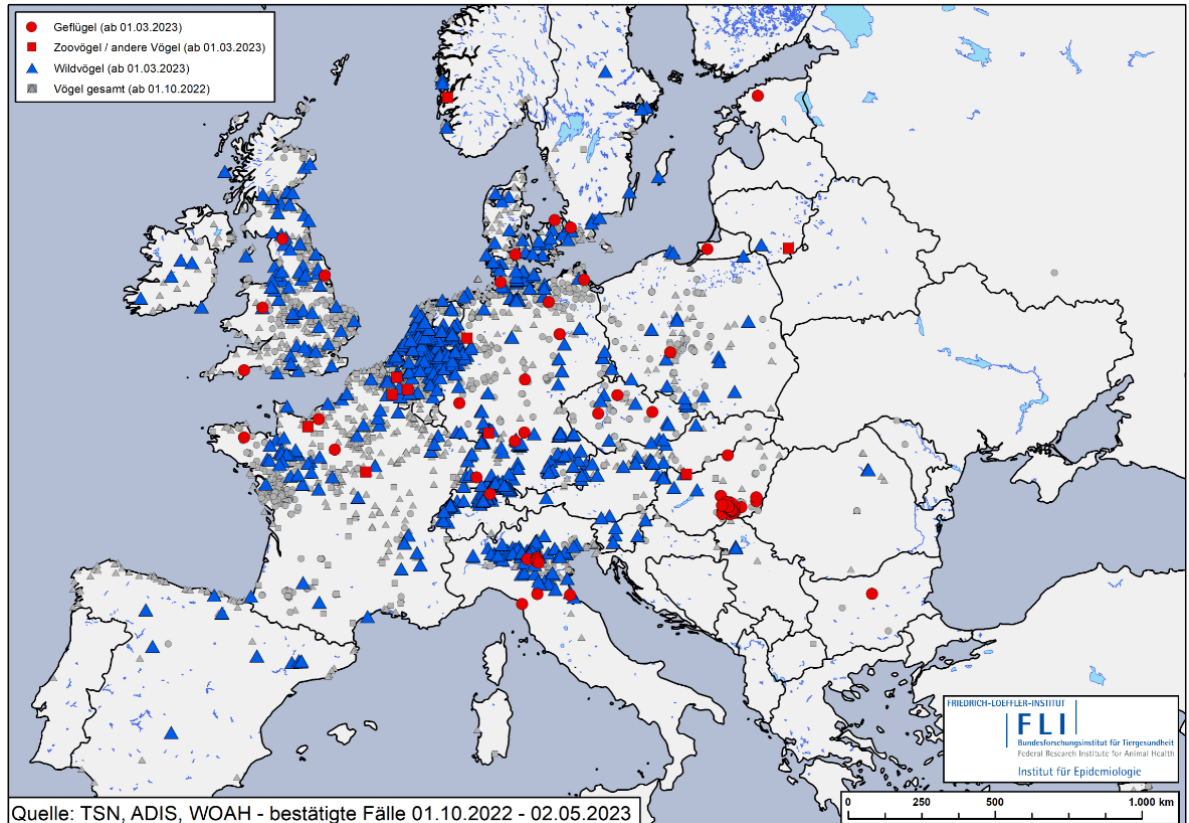 Geflügel (ab 01.03.2023)
Zoovögel / andere Vögel (ab 01.03.2023)
Wildvögel (ab 01.03.2023)
Vögel gesamt (ab 01.10.2022)
FRIEDRICH-LOEFFLER-INSTITUT
FLI
Bundesforschungsinstitut für Tiergesundheit
Federal Research Institute for Animal Health
Institut für Epidemiologie
Quelle: TSN, ADIS, WOAH - bestätigte Fälle 01.10.2022 - 02.05.2023
0 250 500 1.000 km